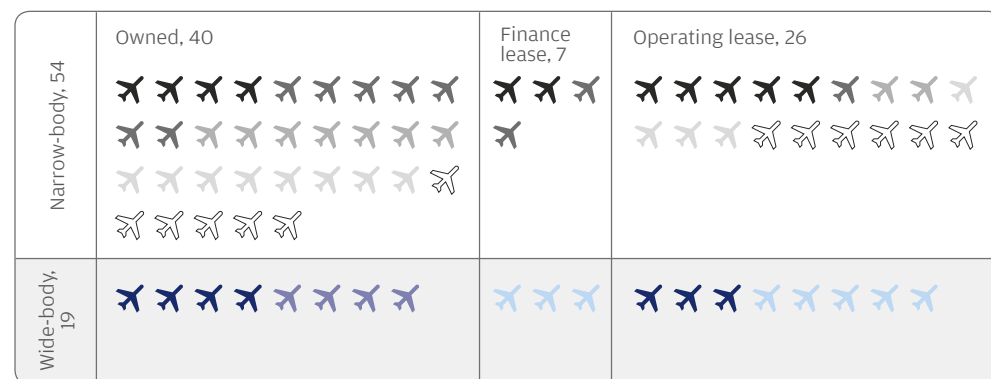 Owned, 40
Finance
lease, 7
Operating lease, 26
Narrow-body, 54
Wide-body,
19